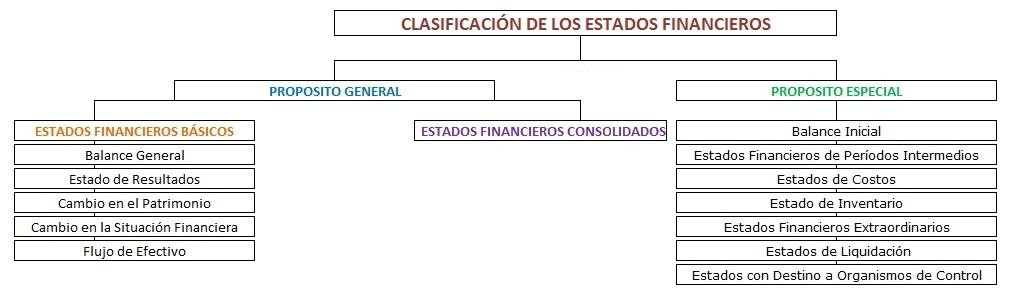 CLASIFICACIÓN DE LOS ESTADOS FINANCIEROS
PROPOSITO GENERAL
PROPOSITO ESPECIAL
ESTADOS FINANCIEROS BÁSICOS
Balance General
Estado de Resultados
Cambio en el Patrimonio
Cambio en la Situación Financiera
Flujo de Efectivo
ESTADOS FINANCIEROS CONSOLIDADOS
Balance Inicial
Estados Financieros de Períodos Intermedios
Estados de Costos
Estado de Inventario
Estados Financieros Extraordinarios
Estados de Liquidación
Estados con Destino a Organismos de Control